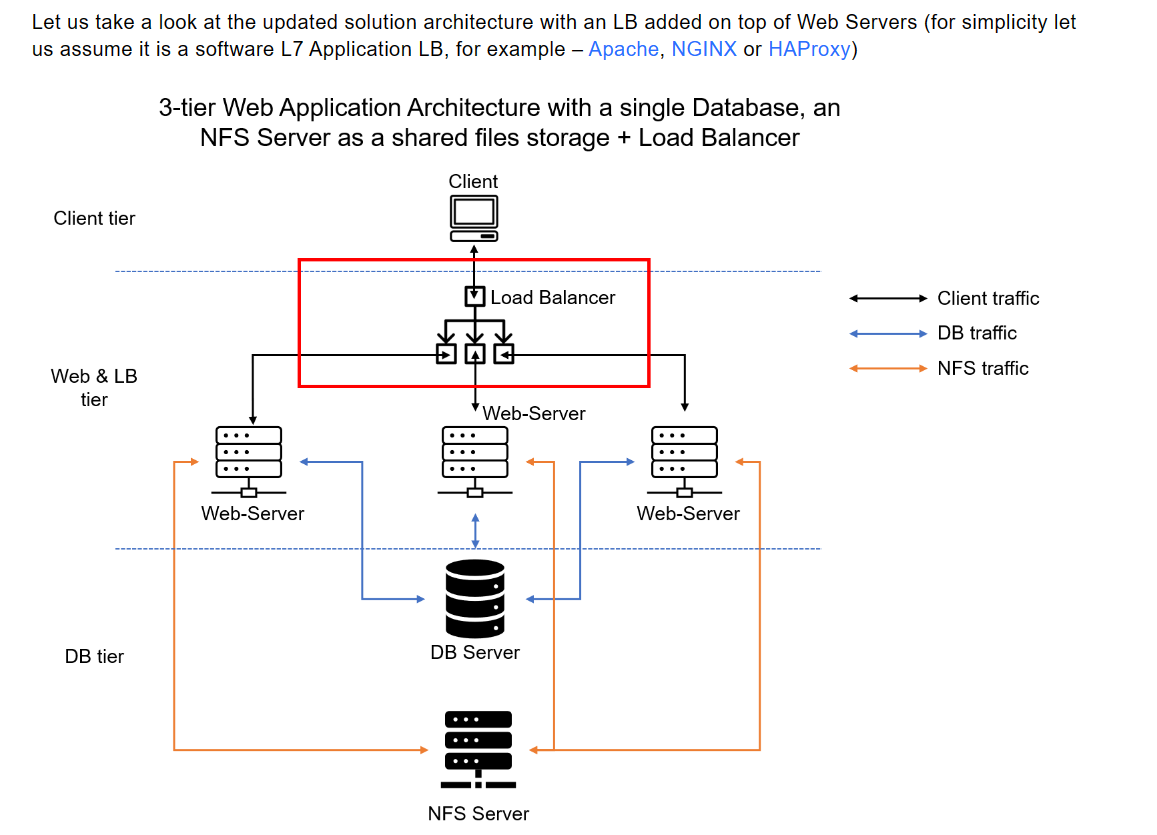 Let us take a look at the updated solution architecture with an LB added on top of Web Servers (for simplicity let
us assume it is a software L7 Application LB, for example – Apache, NGINX or HAProxy)
3-tier Web Application Architecture with a single Database, an
NFS Server as a shared files storage + Load Balancer
Client
Client tier
Load Balancer
Client traffic
DB traffic
NFS traffic
Web & LB
tier
Web-Server
Web-Server
Web-Server
DB Server
DB tier
NFS Server